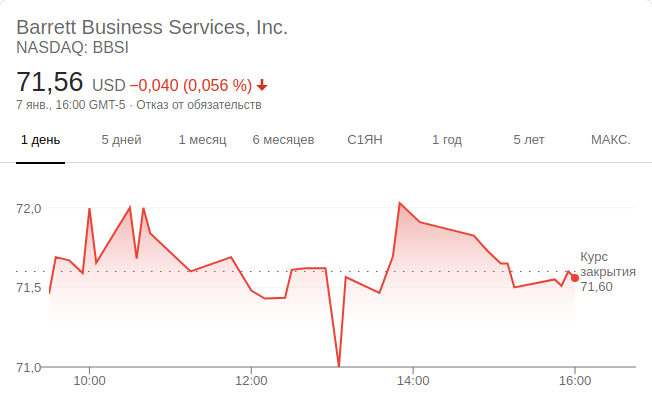 Barrett Business Services, Inc.
NASDAQ: BBSI
71,56 USD −0,040 (0,056 %)
7 янв., 16:00 GMT-5 · Отказ от обязательств
1 день 5 дней 1 месяц 6 месяцев С1ЯН 1 год 5 лет МАКС.
72,0
71,5
71,0
Курс
закрытия
71,60
10:00 12:00 14:00 16:00